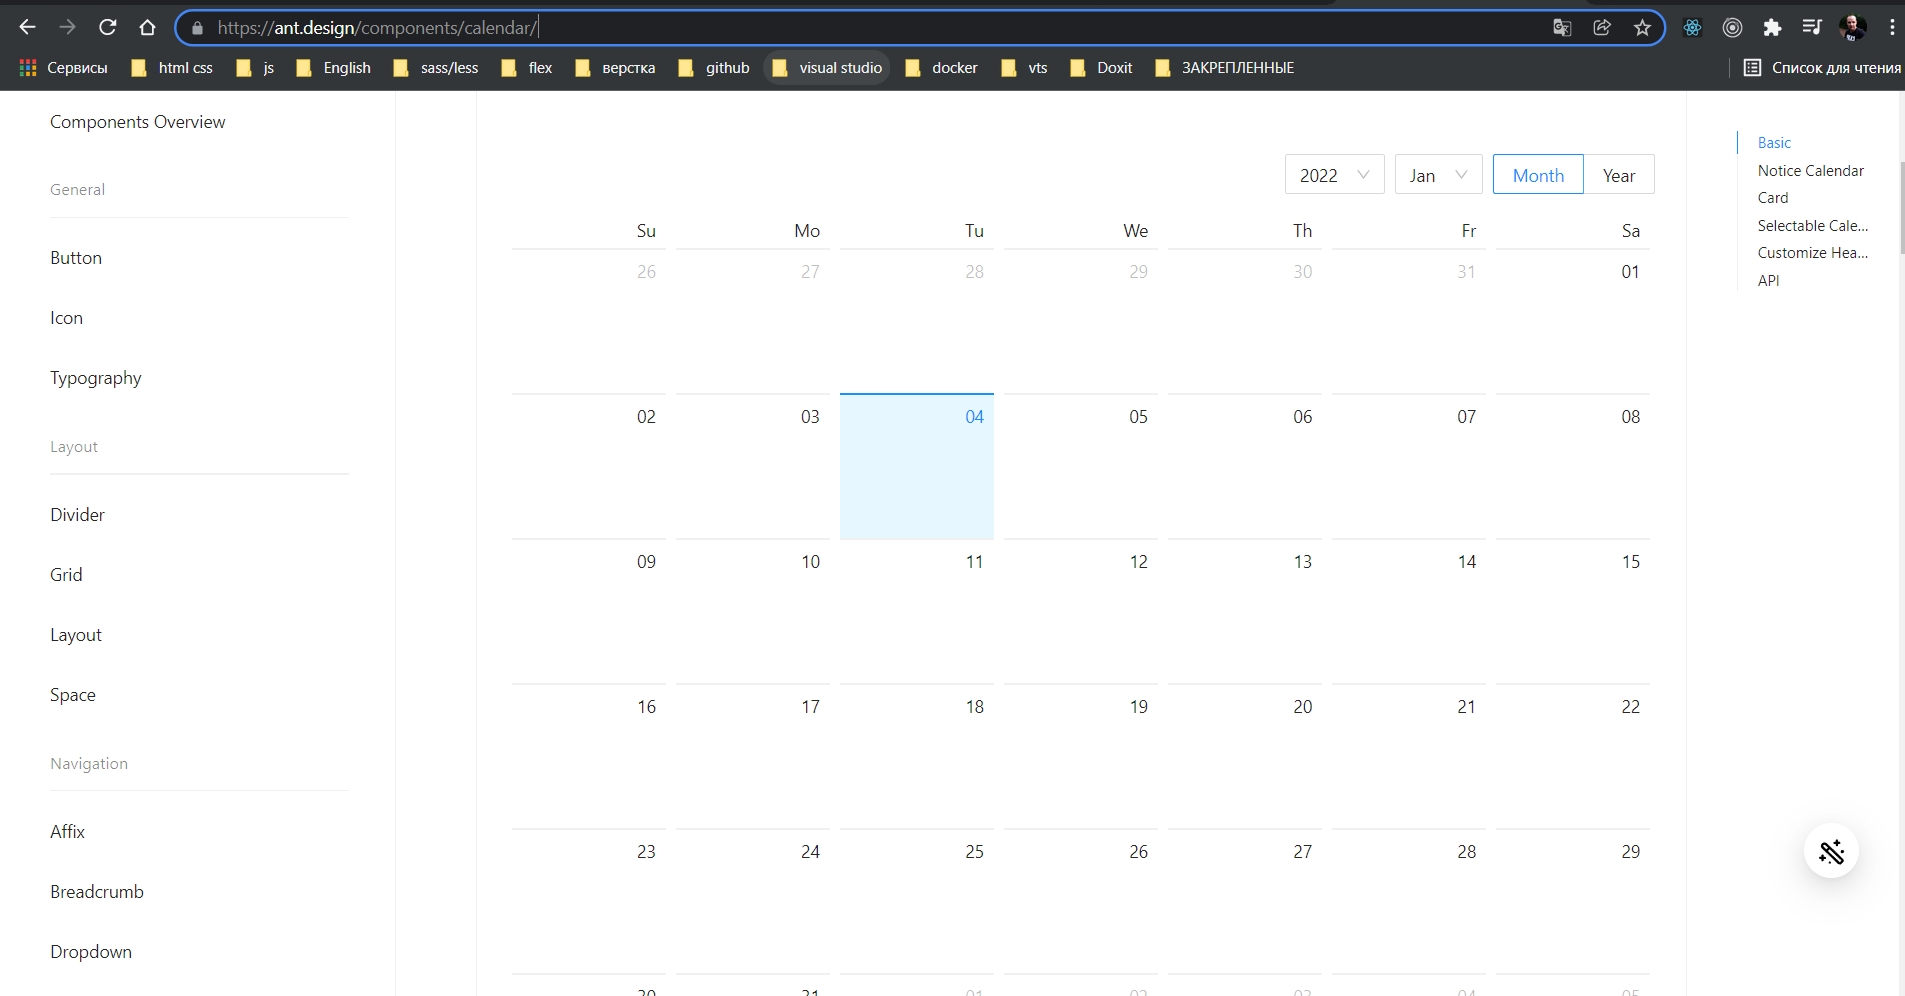 https://ant.design/components/calendar/
Сервисы html css js English sass/less flex верстка github visual studio docker vts Doxit ЗАКРЕПЛЕННЫЕ Список для чтения
Components Overview
General
Button
Icon
Typography
Layout
Divider
Grid
Layout
Space
Navigation
Affix
Breadcrumb
Dropdown
2022 Jan Month Year
Su Mo Tu We Th Fr Sa
26 27 28 29 30 31 01
02 03 04 05 06 07 08
09 10 11 12 13 14 15
16 17 18 19 20 21 22
23 24 25 26 27 28 29
30 31 01 02 03 04 05
Basic
Notice Calendar
Card
Selectable Cale...
Customize Hea...
API